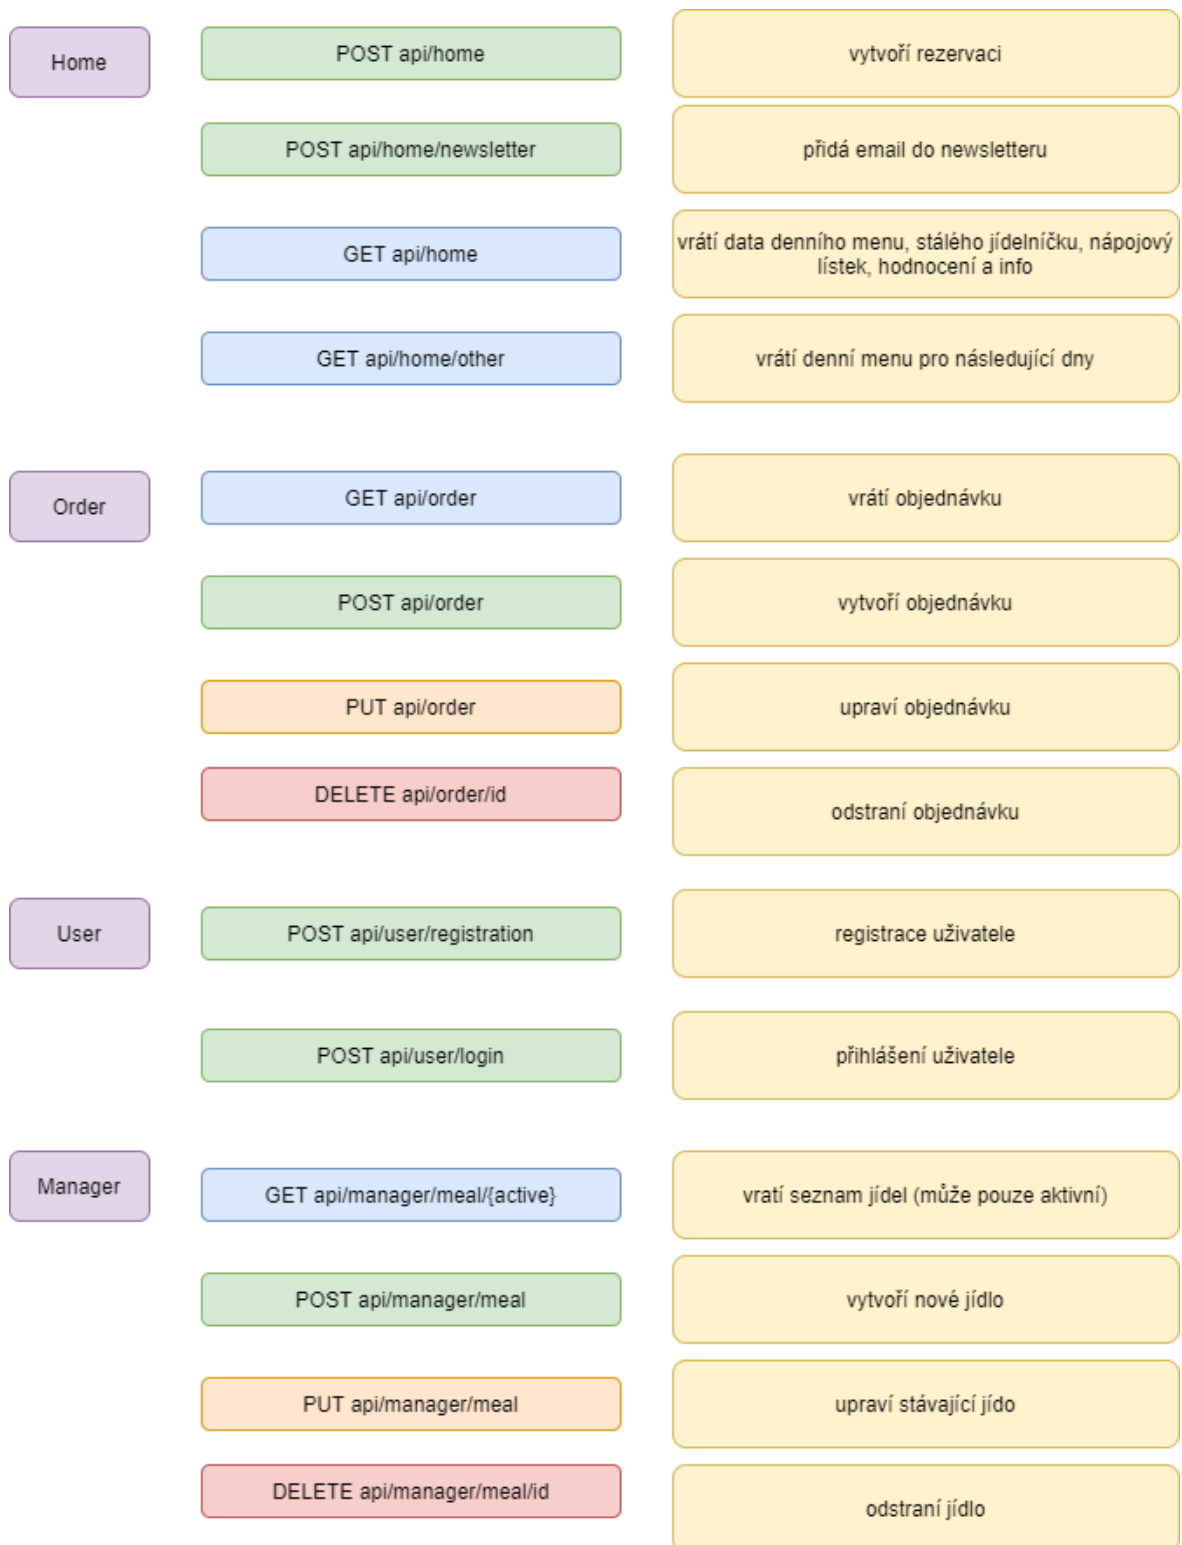 Home
POST api/home
vytvoří rezervaci
POST api/home/newsletter
přidá email do newsletteru
GET api/home
vrátí data denního menu, stálého jídelníčku, nápojový
lístek, hodnocení a info
GET api/home/other
vrátí denní menu pro následující dny
Order
GET api/order
vrátí objednávku
POST api/order
vytvoří objednávku
PUT api/order
upraví objednávku
DELETE api/order/id
odstraní objednávku
User
POST api/user/registration
registrace uživatele
POST api/user/login
přihlášení uživatele
Manager
GET api/manager/meal/{active}
vratí seznam jídel (může pouze aktivní)
POST api/manager/meal
vytvoří nové jídlo
PUT api/manager/meal
upraví stávající jído
DELETE api/manager/meal/id
odstraní jídlo